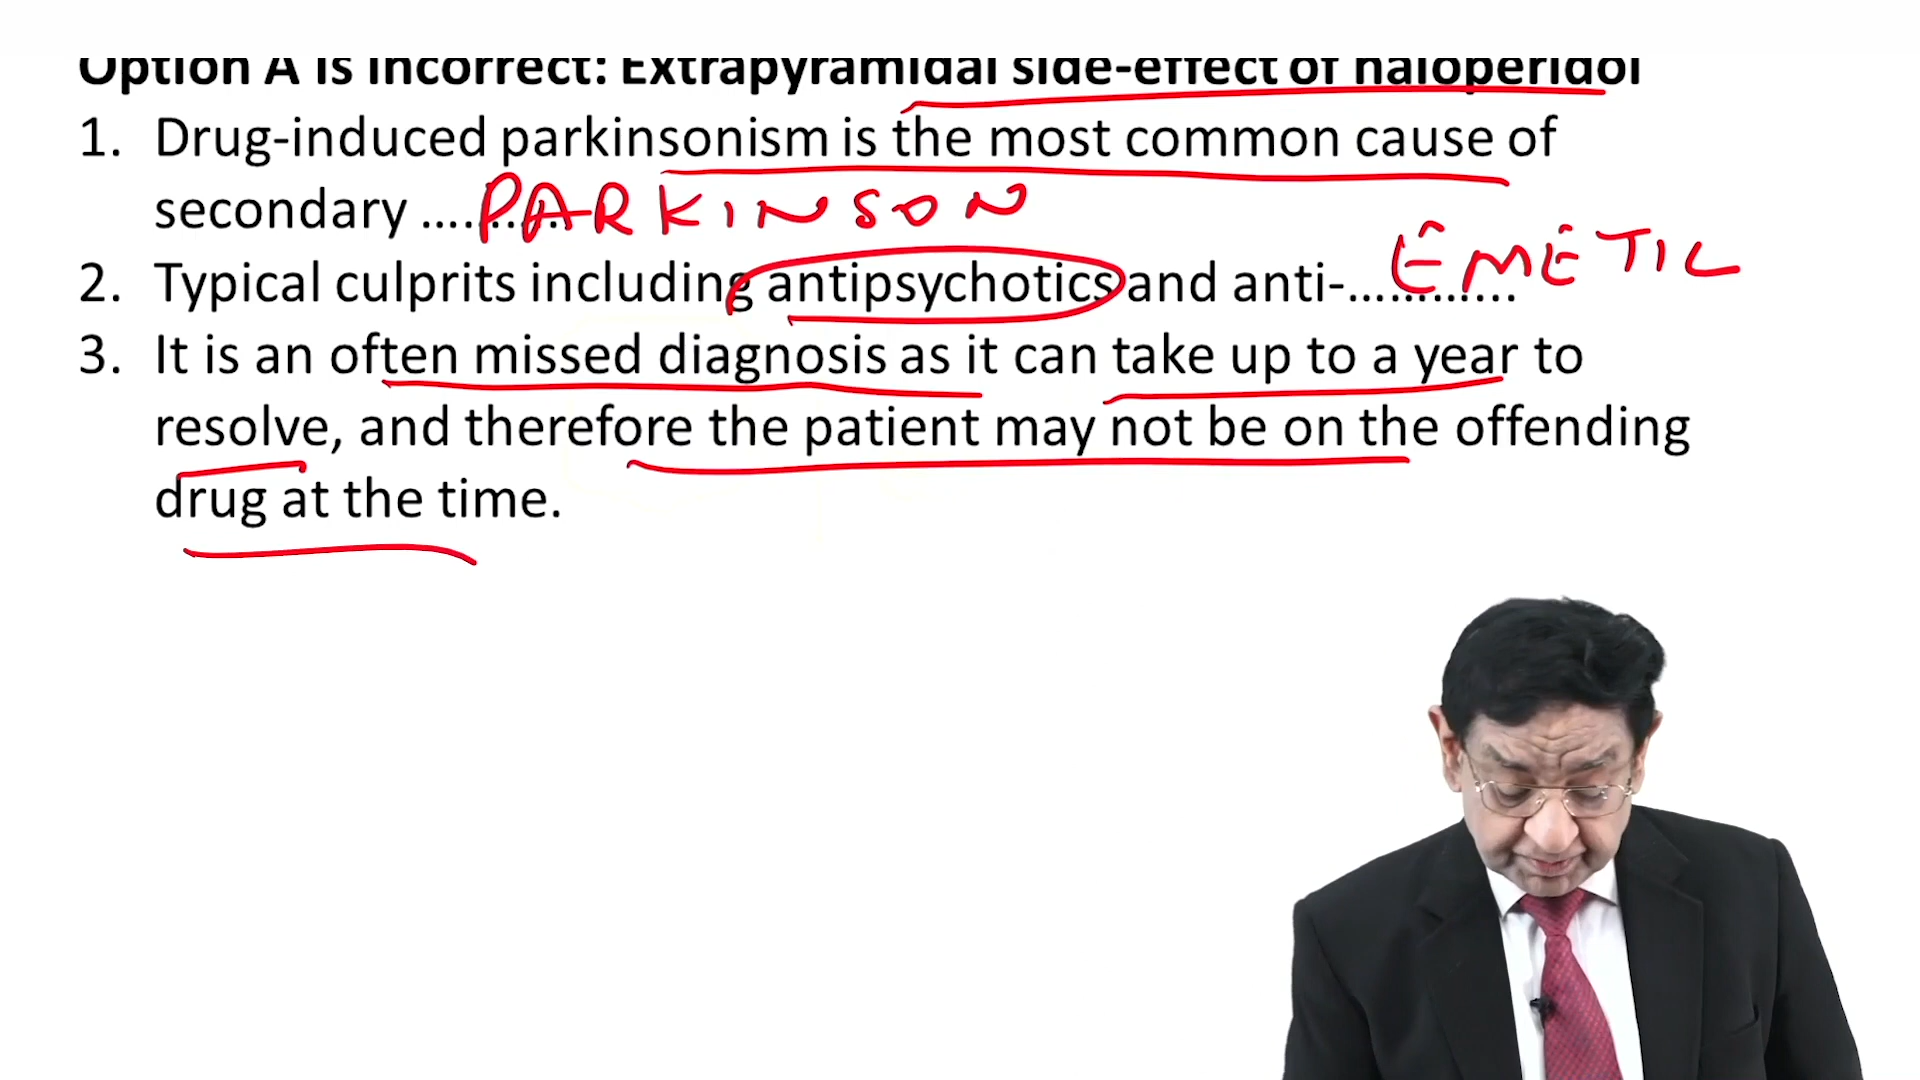 Option A is incorrect: Extrapyramidal side-effect of haloperidol
1. Drug-induced parkinsonism is the most common cause of
secondary ............ PARKINSON
2. Typical culprits including antipsychotics and anti-............ EMETIC
3. It is an often missed diagnosis as it can take up to a year to
resolve, and therefore the patient may not be on the offending
drug at the time.